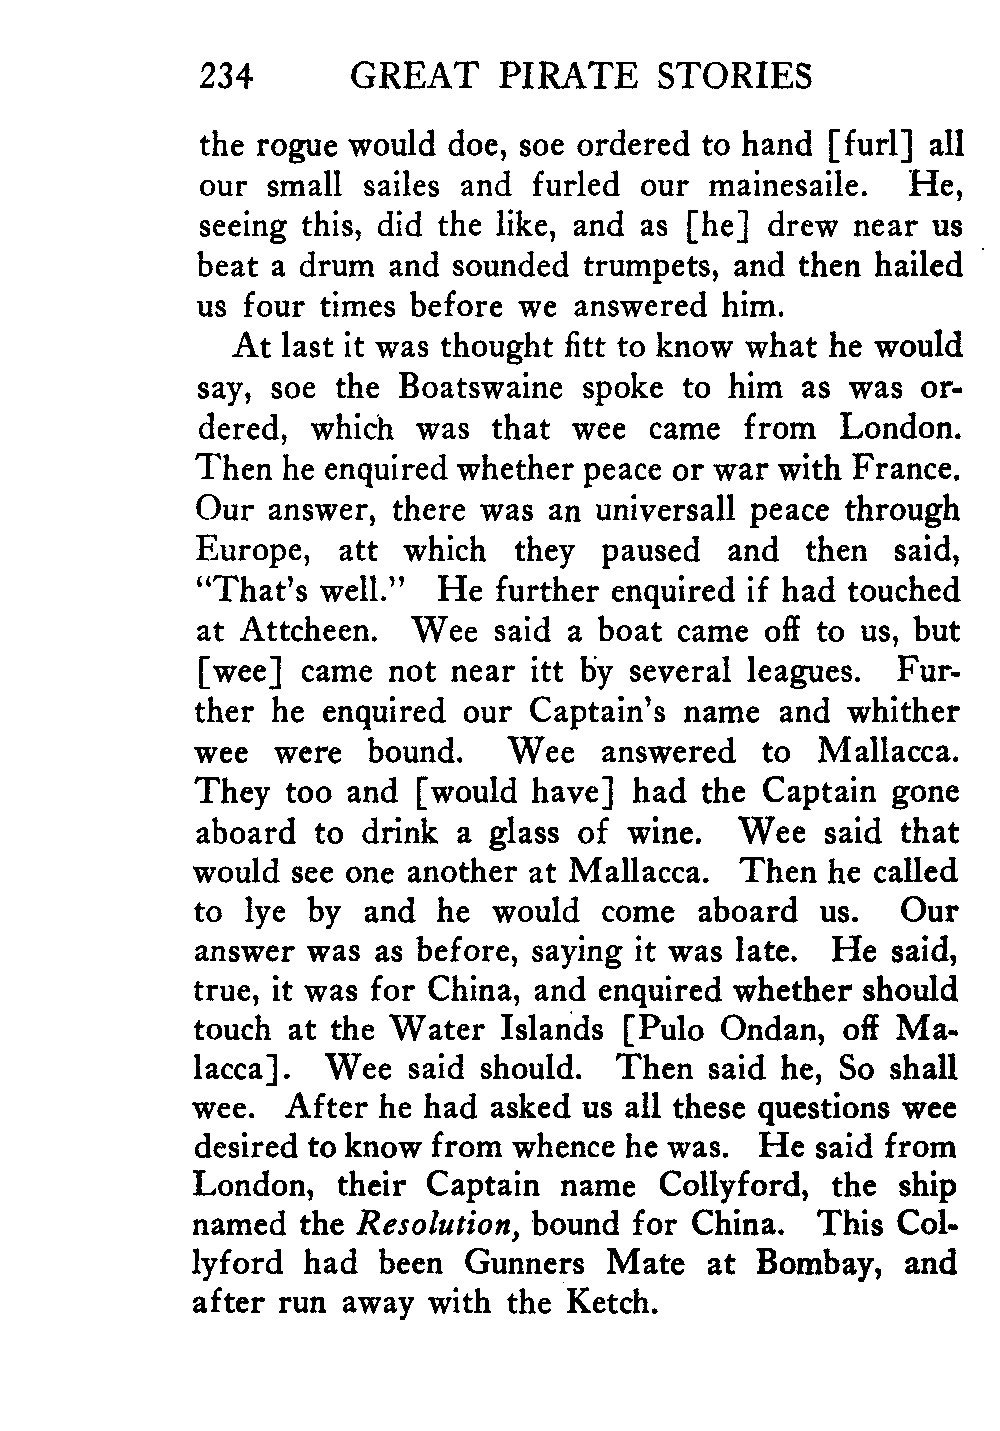 234 GREAT PIRATE STORIES
the rogue would doe, soe ordered to hand [furl] all
our small sailes and furled our mainesaile. He,
seeing this, did the like, and as [he] drew near us
beat a drum and sounded trumpets, and then hailed
us four times before we answered him.
At last it was thought fitt to know what he would
say, soe the Boatswaine spoke to him as was or-
dered, which was that wee came from London.
Then he enquired whether peace or war with France.
Our answer, there was an universall peace through
Europe, att which they paused and then said,
"That's well." He further enquired if had touched
at Attcheen. Wee said a boat came off to us, but
[wee] came not near itt by several leagues. Fur-
ther he enquired our Captain's name and whither
wee were bound. Wee answered to Mallacca.
They too and [would have] had the Captain gone
aboard to drink a glass of wine. Wee said that
would see one another at Mallacca. Then he called
to lye by and he would come aboard us. Our
answer was as before, saying it was late. He said,
true, it was for China, and enquired whether should
touch at the Water Islands [Pulo Ondan, off Ma-
lacca]. Wee said should. Then said he, So shall
wee. After he had asked us all these questions wee
desired to know from whence he was. He said from
London, their Captain name Collyford, the ship
named the Resolution, bound for China. This Col-
lyford had been Gunners Mate at Bombay, and
after run away with the Ketch.